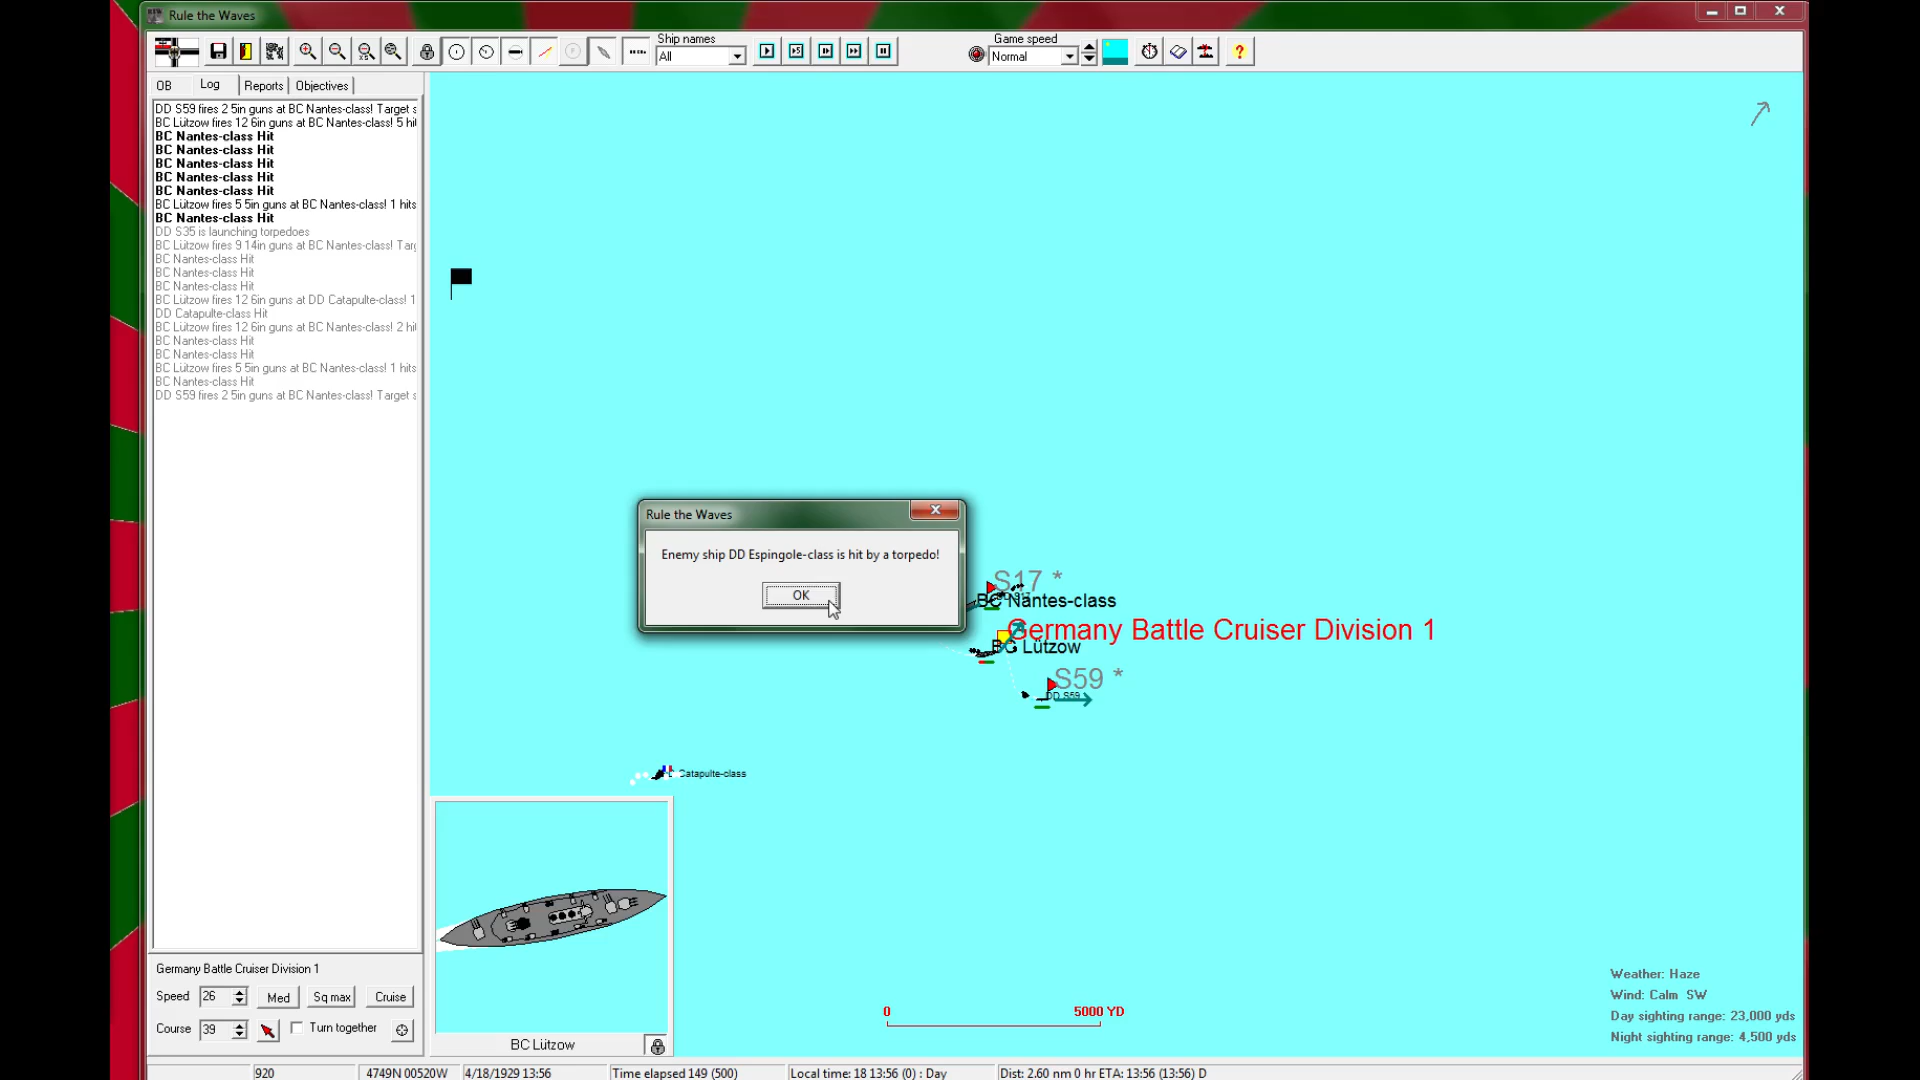 Rule the Waves
Ship names
All
Game speed
Normal
?
OB
Log
Reports
Objectives
DD S59 fires 2 5in guns at BC Nantes-class! Target s
BC Lützow fires 12 6in guns at BC Nantes-class! 5 hit
BC Nantes-class Hit
BC Nantes-class Hit
BC Nantes-class Hit
BC Nantes-class Hit
BC Nantes-class Hit
BC Lützow fires 5 5in guns at BC Nantes-class! 1 hits
BC Nantes-class Hit
DD S35 is launching torpedoes
BC Lützow fires 9 14in guns at BC Nantes-class! Targ
BC Nantes-class Hit
BC Nantes-class Hit
BC Nantes-class Hit
BC Lützow fires 12 6in guns at DD Catapulte-class! 1
DD Catapulte-class Hit
BC Lützow fires 12 6in guns at BC Nantes-class! 2 hit
BC Nantes-class Hit
BC Nantes-class Hit
BC Lützow fires 5 5in guns at BC Nantes-class! 1 hits
BC Nantes-class Hit
DD S59 fires 2 5in guns at BC Nantes-class! Target s
Rule the Waves
Enemy ship DD Espingole-class is hit by a torpedo!
OK
S17 *
BC Nantes-class
Germany Battle Cruiser Division 1
BC Lützow
S59 *
DD S59
Catapulte-class
Germany Battle Cruiser Division 1
Speed 26 Med Sq max Cruise
Course 39 Turn together
BC Lützow
0 5000 YD
Weather: Haze
Wind: Calm SW
Day sighting range: 23,000 yds
Night sighting range: 4,500 yds
920
4749N 00520W
4/18/1929 13:56
Time elapsed 149 (500)
Local time: 18 13:56 (0) : Day
Dist: 2.60 nm 0 hr ETA: 13:56 (13:56) D